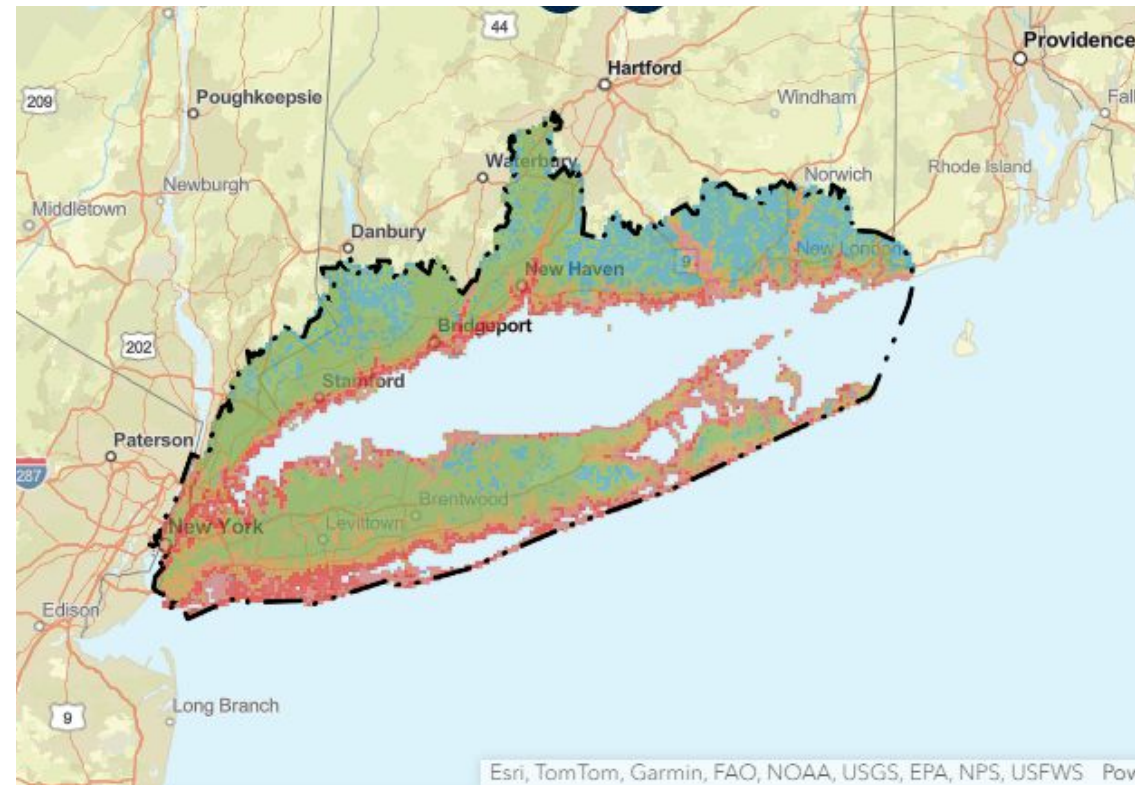 44
Providence
Hartford
209
Poughkeepsie
Windham
Fall
Waterbury
Norwich
Rhode Island
Newburgh
Middletown
Danbury
New London
9
New Haven
202
Bridgeport
Stamford
Paterson
287
Brentwood
New York
Levittown
Edison
Long Branch
9
Esri, TomTom, Garmin, FAO, NOAA, USGS, EPA, NPS, USFWS Pow